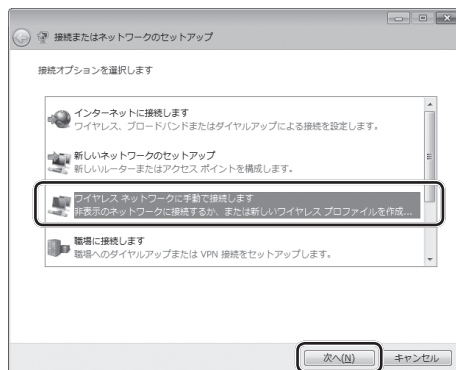 接続またはネットワークのセットアップ
接続オプションを選択します
インターネットに接続します
ワイヤレス、ブロードバンドまたはダイヤルアップによる接続を設定します。
新しいネットワークのセットアップ
新しいルーターまたはアクセス ポイントを構成します。
ワイヤレス ネットワークに手動で接続します
非表示のネットワークに接続するか、または新しいワイヤレス プロファイルを作成...
職場に接続します
職場へのダイヤルアップまたは VPN 接続をセットアップします。
次へ(N) キャンセル